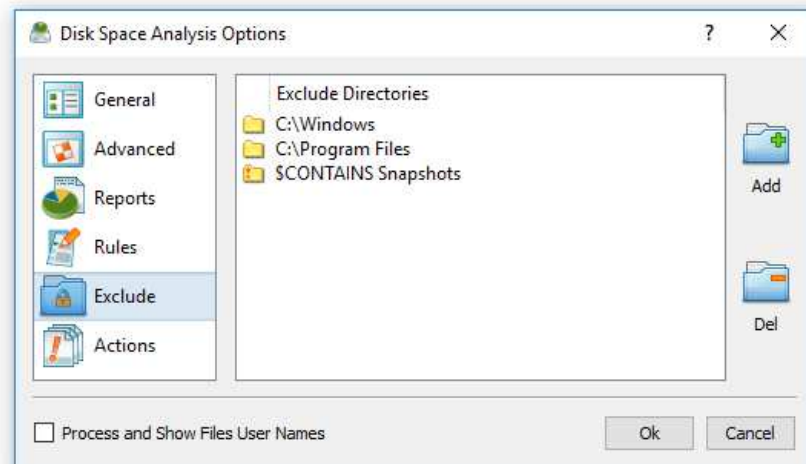 Disk Space Analysis Options
?
General
Advanced
Reports
Rules
Exclude
Actions
Exclude Directories
C:\Windows
C:\Program Files
$CONTAINS Snapshots
Add
Del
Process and Show Files User Names
Ok
Cancel